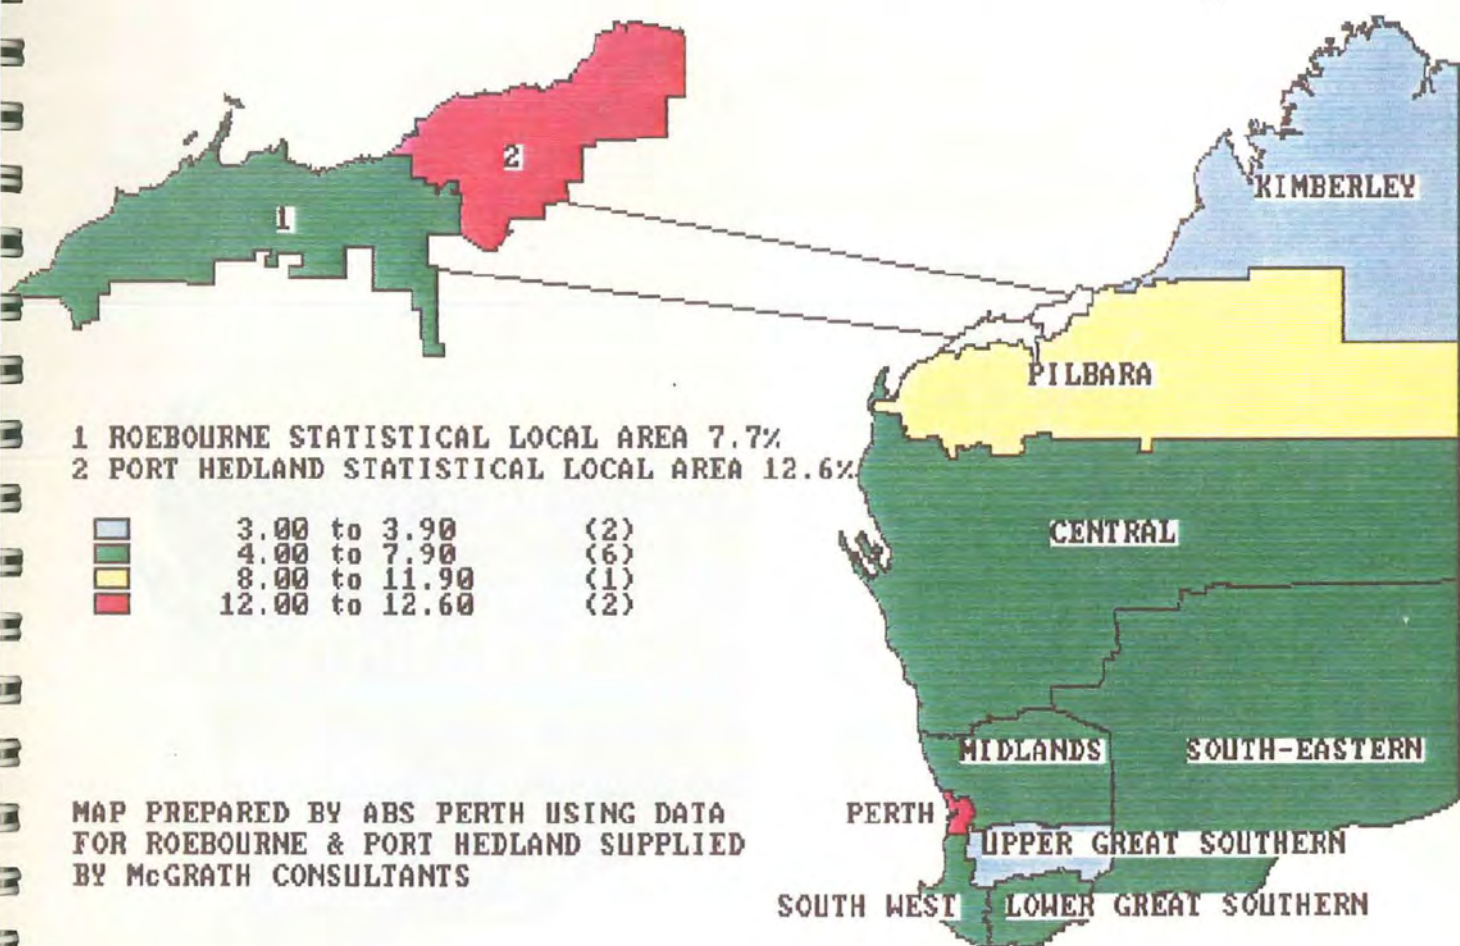 2
1
KIMBERLEY
PILBARA
1 ROEBOURNE STATISTICAL LOCAL AREA 7.7%
2 PORT HEDLAND STATISTICAL LOCAL AREA 12.6%
3.00 to 3.90 (2)
4.00 to 7.90 (6)
8.00 to 11.90 (1)
12.00 to 12.60 (2)
CENTRAL
MIDLANDS
SOUTH-EASTERN
PERTH
UPPER GREAT SOUTHERN
SOUTH WEST
LOWER GREAT SOUTHERN
MAP PREPARED BY ABS PERTH USING DATA
FOR ROEBOURNE & PORT HEDLAND SUPPLIED
BY McGRATH CONSULTANTS